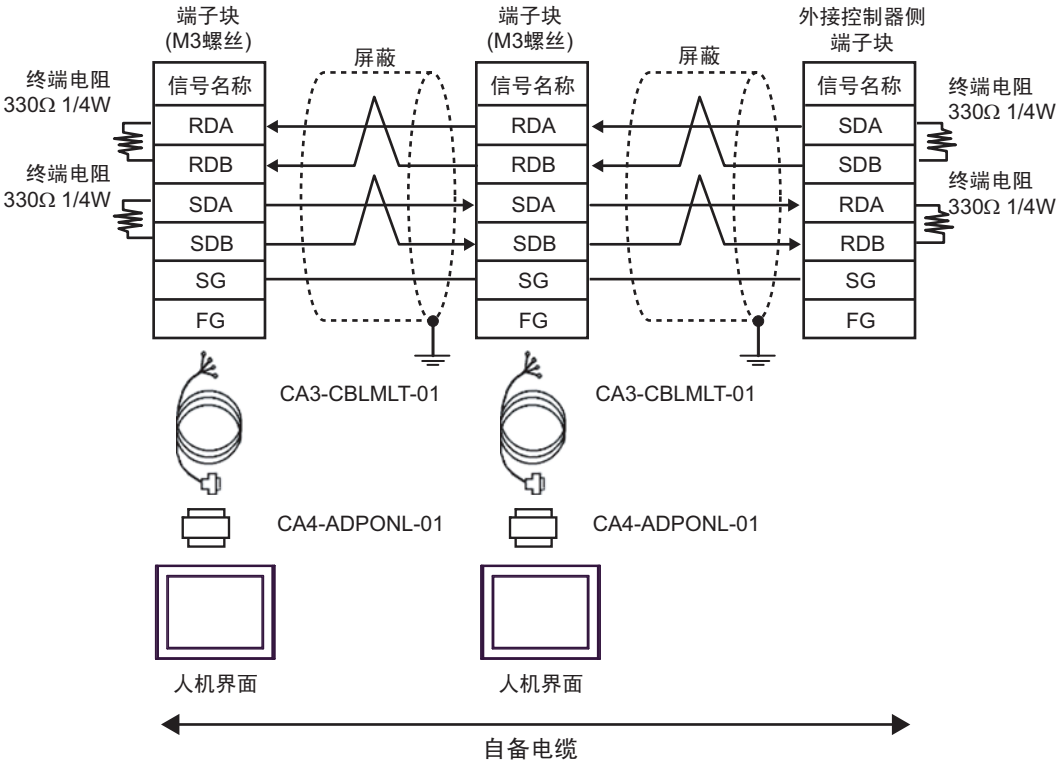 端子块
(M3螺丝)
端子块
(M3螺丝)
外接控制器侧
端子块
屏蔽
屏蔽
终端电阻
330Ω 1/4W
终端电阻
330Ω 1/4W
信号名称
RDA
RDB
SDA
SDB
SG
FG
信号名称
RDA
RDB
SDA
SDB
SG
FG
信号名称
SDA
SDB
RDA
RDB
SG
FG
终端电阻
330Ω 1/4W
终端电阻
330Ω 1/4W
CA3-CBLMLT-01
CA3-CBLMLT-01
CA4-ADPONL-01
CA4-ADPONL-01
人机界面
人机界面
自备电缆